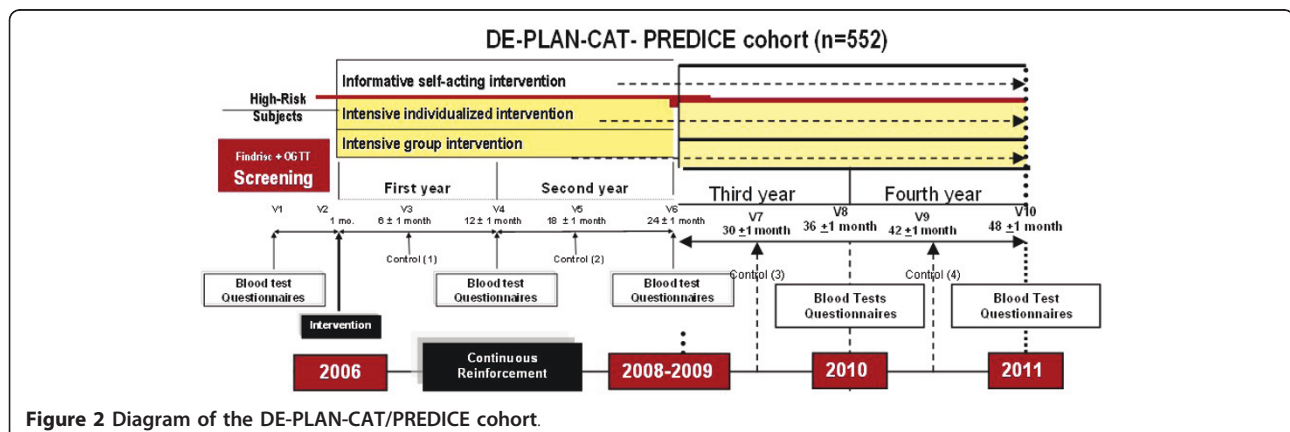 DE-PLAN-CAT- PREDICE cohort (n=552)
Informative self-acting intervention
High-Risk
Subjects
Intensive individualized intervention
Intensive group intervention
Findrisc + OGTT
Screening
First year
Second year
Third year
Fourth year
V1
V2
V3
V4
V5
V6
V7
V8
V9
V10
1 mo.
6 ± 1 month
12 ± 1 month
18 ± 1 month
24 ± 1 month
30 ±1 month
36 ±1 month
42 ±1 month
48 ±1 month
Control (1)
Control (2)
Control (3)
Control (4)
Blood test
Questionnaires
Blood test
Questionnaires
Blood test
Questionnaires
Blood Tests
Questionnaires
Blood Test
Questionnaires
Intervention
2006
Continuous
Reinforcement
2008-2009
2010
2011
Figure 2 Diagram of the DE-PLAN-CAT/PREDICE cohort.